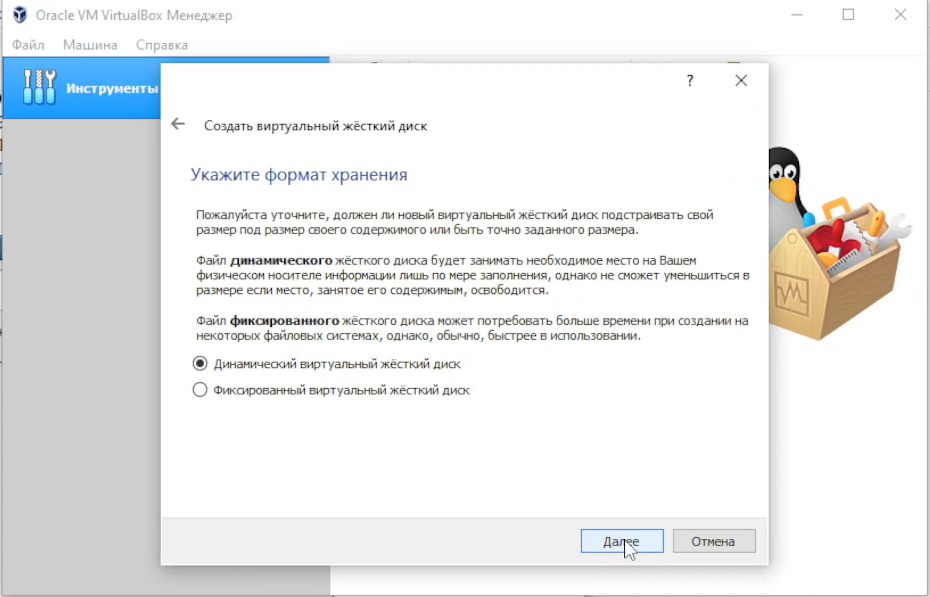 Oracle VM VirtualBox Менеджер
Файл Машина Справка
Инструменты
?
Создать виртуальный жёсткий диск
Укажите формат хранения
Пожалуйста уточните, должен ли новый виртуальный жёсткий диск подстраивать свой
размер под размер своего содержимого или быть точно заданного размера.
Файл динамического жёсткого диска будет занимать необходимое место на Вашем
физическом носителе информации лишь по мере заполнения, однако не сможет уменьшиться в
размере если место, занятое его содержимым, освободится.
Файл фиксированного жёсткого диска может потребовать больше времени при создании на
некоторых файловых системах, однако, обычно, быстрее в использовании.
Динамический виртуальный жёсткий диск
Фиксированный виртуальный жёсткий диск
Далее Отмена